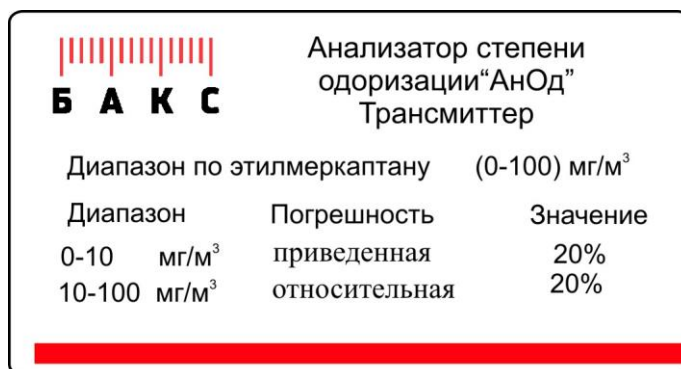 БАКС
Анализатор степени
одоризации“АнОд”
Трансмиттер
Диапазон по этилмеркаптану (0-100) мг/м³
Диапазон Погрешность Значение
0-10 мг/м³ приведенная 20%
10-100 мг/м³ относительная 20%